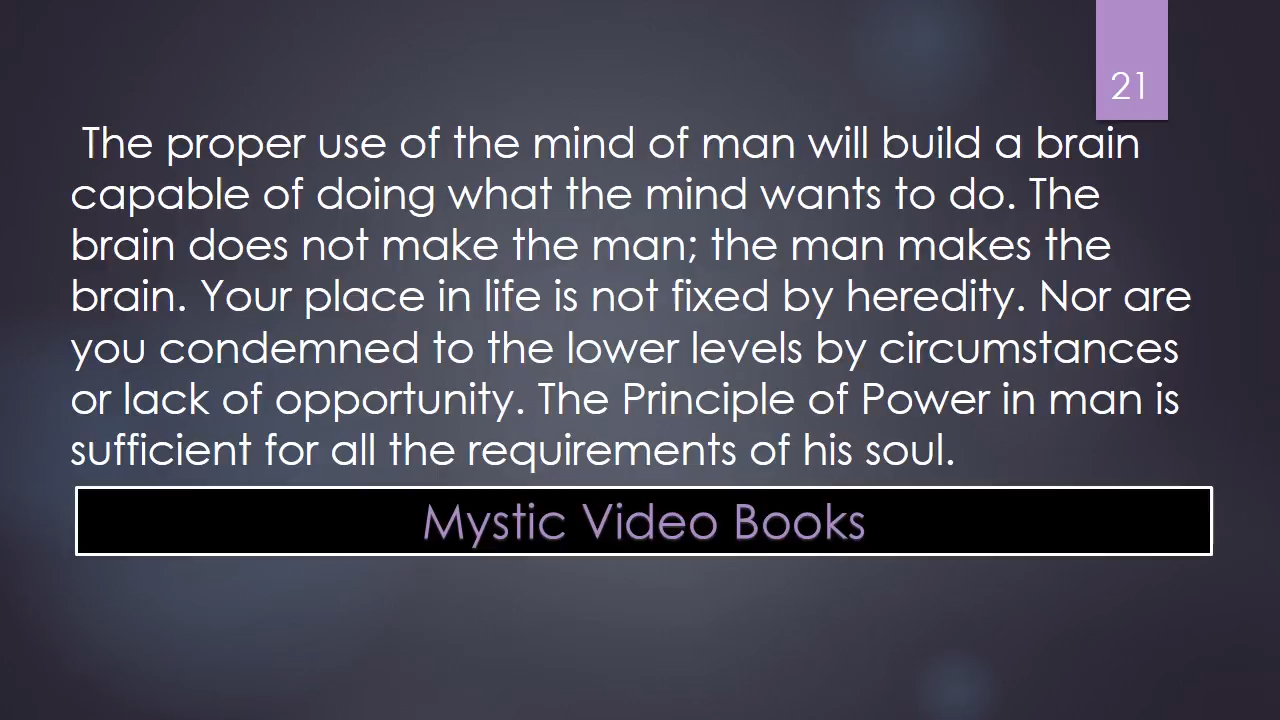 21
The proper use of the mind of man will build a brain
capable of doing what the mind wants to do. The
brain does not make the man; the man makes the
brain. Your place in life is not fixed by heredity. Nor are
you condemned to the lower levels by circumstances
or lack of opportunity. The Principle of Power in man is
sufficient for all the requirements of his soul.
Mystic Video Books